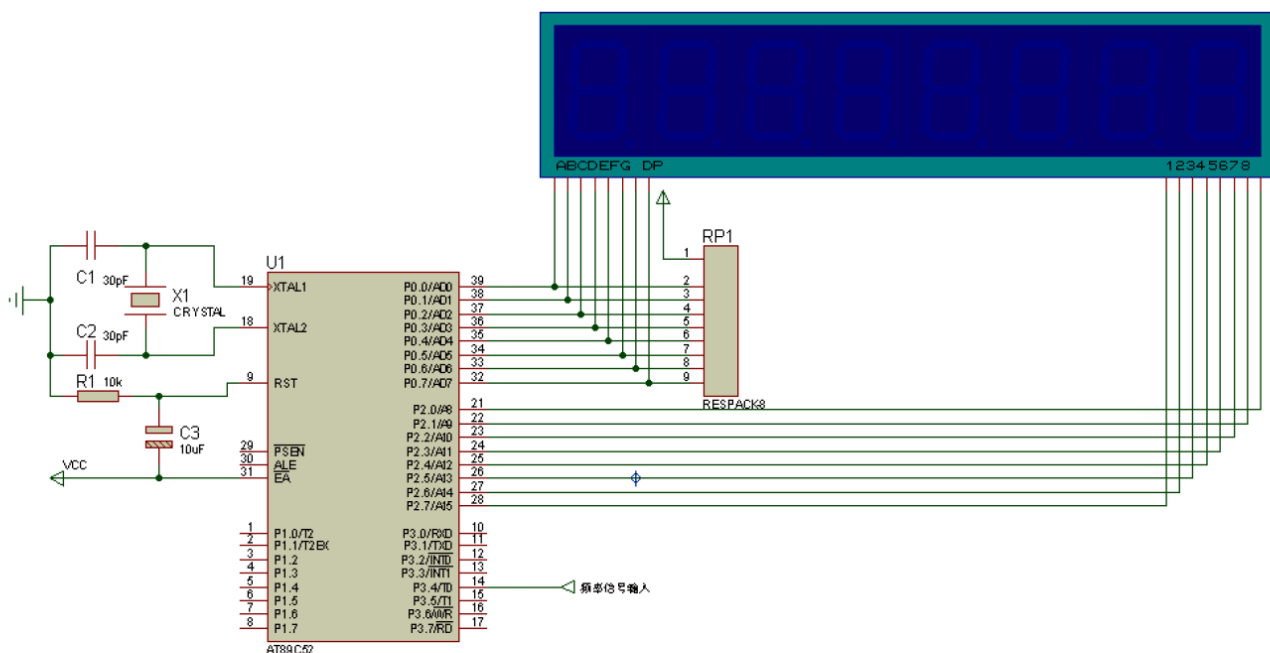 ABCDEFG DP
12345678
C1 30pF
X1
CRYSTAL
C2 30pF
R1 10k
C3
10uF
VCC
U1
19 XTAL1
18 XTAL2
9 RST
29 PSEN
30 ALE
31 EA
1 P1.0/T2
2 P1.1/T2EX
3 P1.2
4 P1.3
5 P1.4
6 P1.5
7 P1.6
8 P1.7
P0.0/AD0 39
P0.1/AD1 38
P0.2/AD2 37
P0.3/AD3 36
P0.4/AD4 35
P0.5/AD5 34
P0.6/AD6 33
P0.7/AD7 32
P2.0/A8 21
P2.1/A9 22
P2.2/A10 23
P2.3/A11 24
P2.4/A12 25
P2.5/A13 26
P2.6/A14 27
P2.7/A15 28
P3.0/RXD 10
P3.1/TXD 11
P3.2/INT0 12
P3.3/INT1 13
P3.4/T0 14
P3.5/T1 15
P3.6/WR 16
P3.7/RD 17
AT89C52
RP1
1
2
3
4
5
6
7
8
9
RESPACK-8
频率信号输入